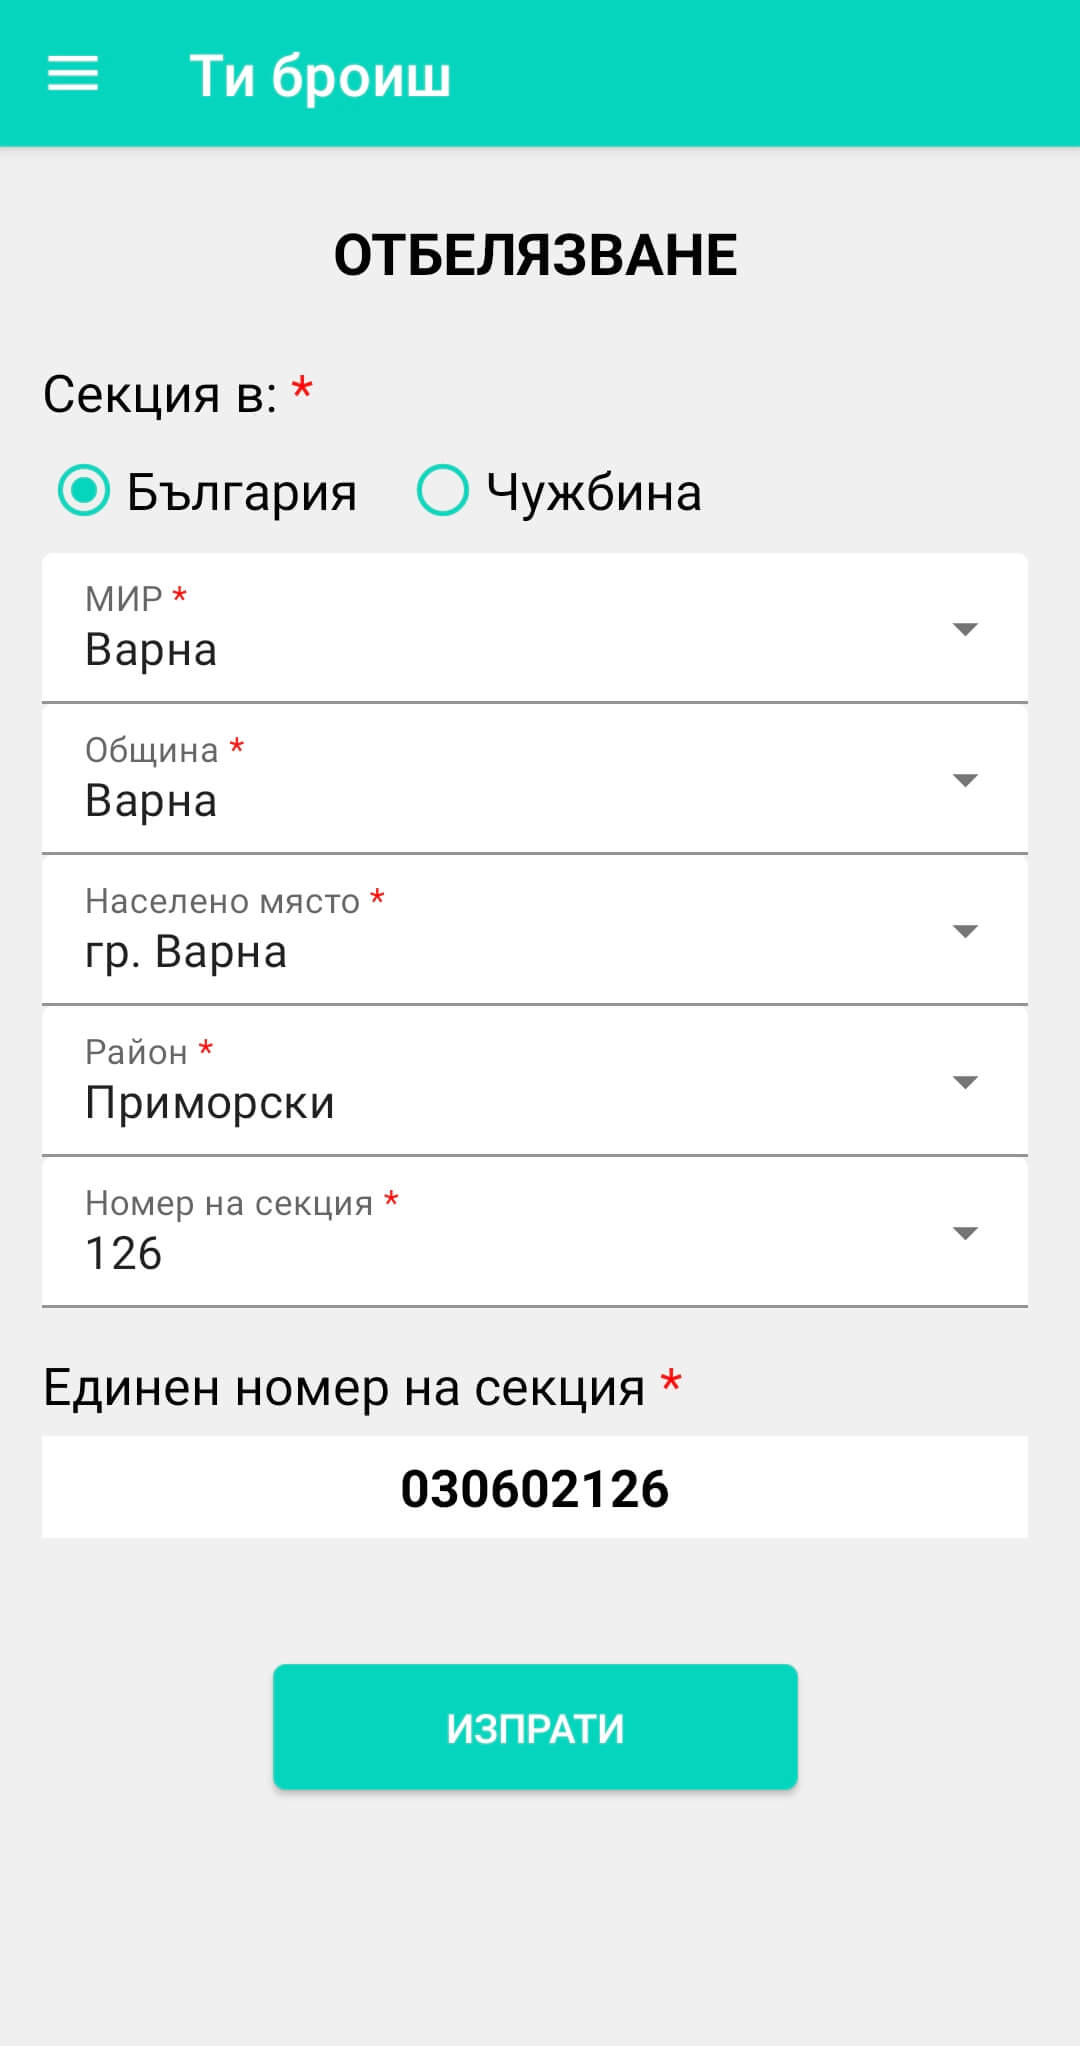 Ти броиш
ОТБЕЛЯЗВАНЕ
Секция в: *
България Чужбина
МИР *
Варна
Община *
Варна
Населено място *
гр. Варна
Район *
Приморски
Номер на секция *
126
Единен номер на секция *
030602126
ИЗПРАТИ